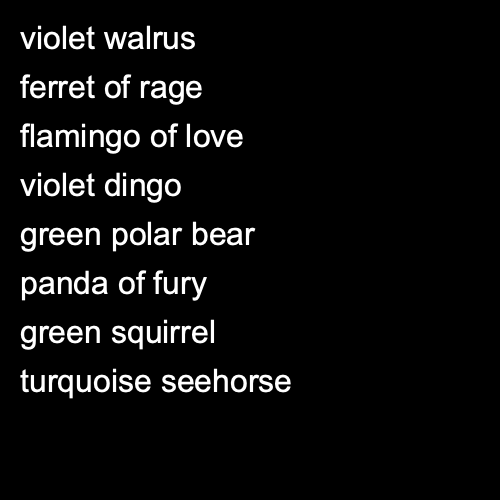 violet walrus
ferret of rage
flamingo of love
violet dingo
green polar bear
panda of fury
green squirrel
turquoise seehorse